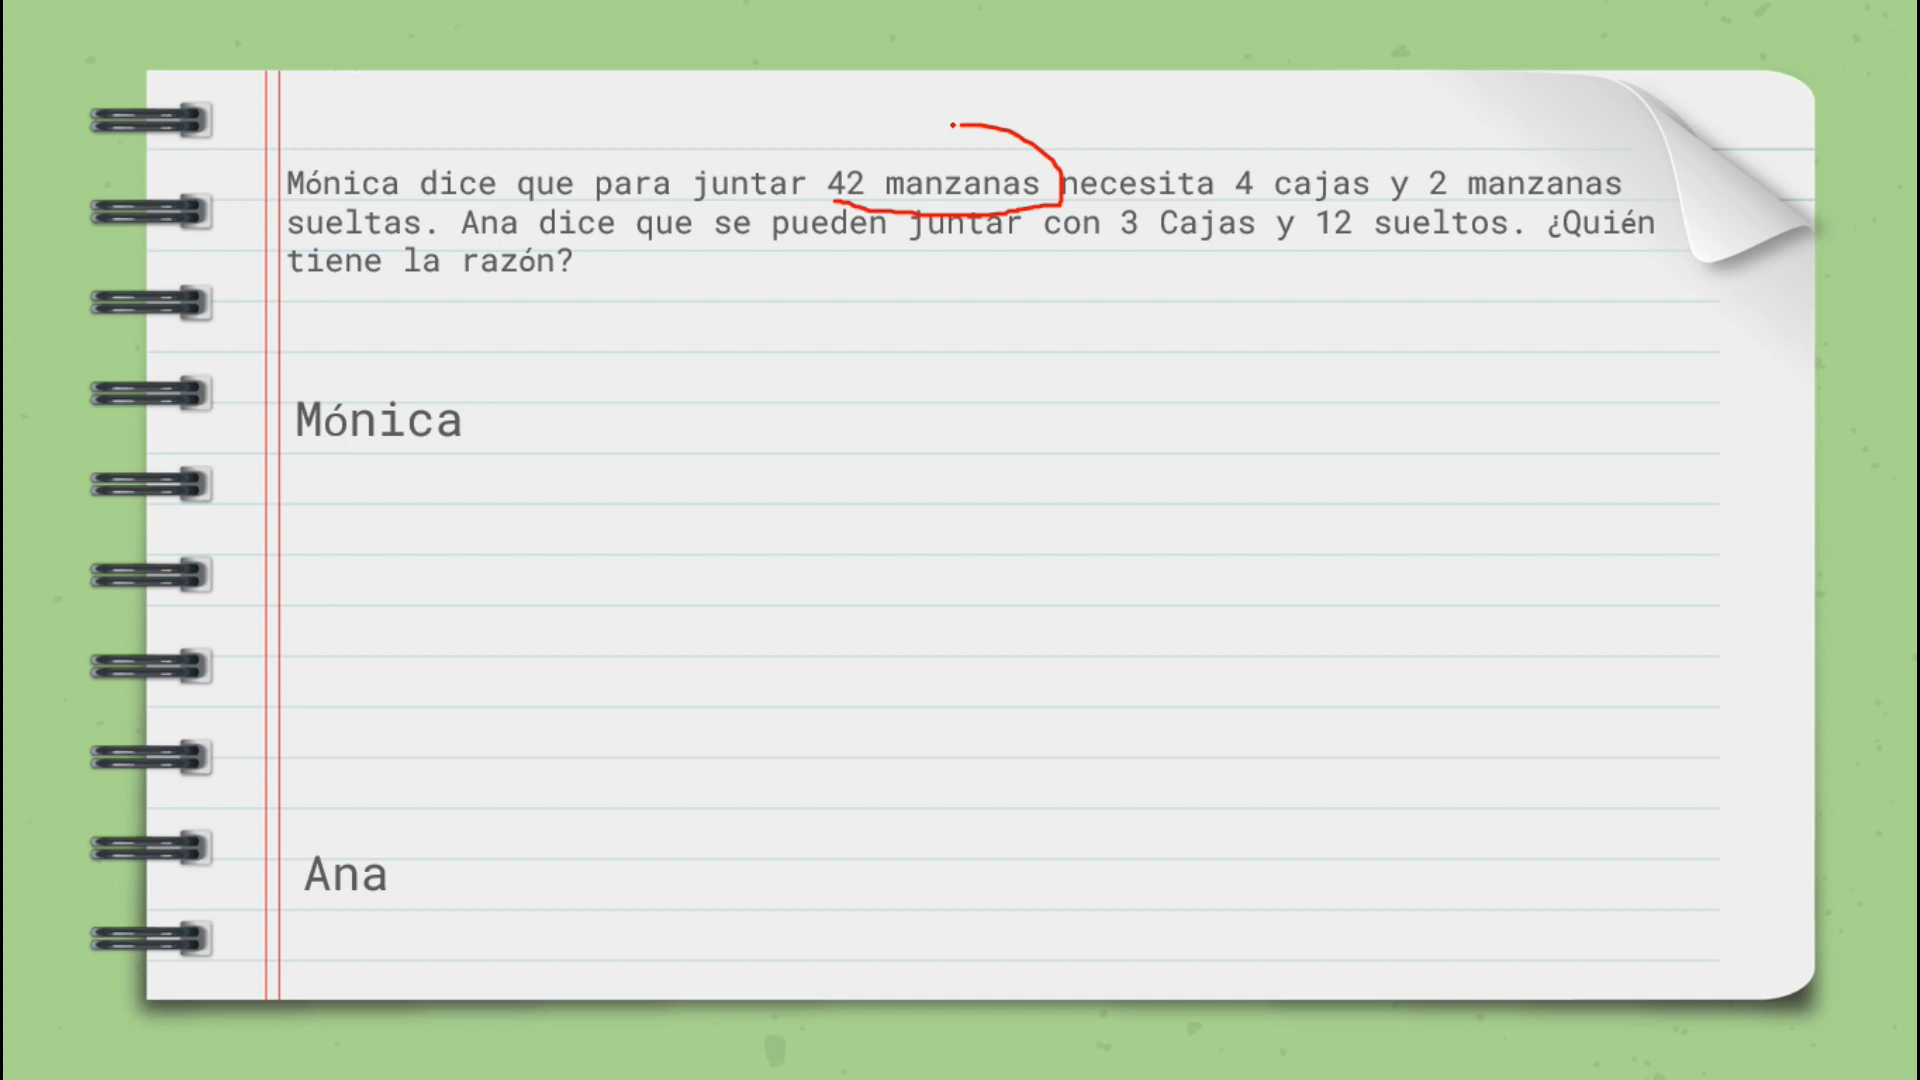 Mónica dice que para juntar 42 manzanas necesita 4 cajas y 2 manzanas
sueltas. Ana dice que se pueden juntar con 3 Cajas y 12 sueltos. ¿Quién
tiene la razón?
Mónica
Ana